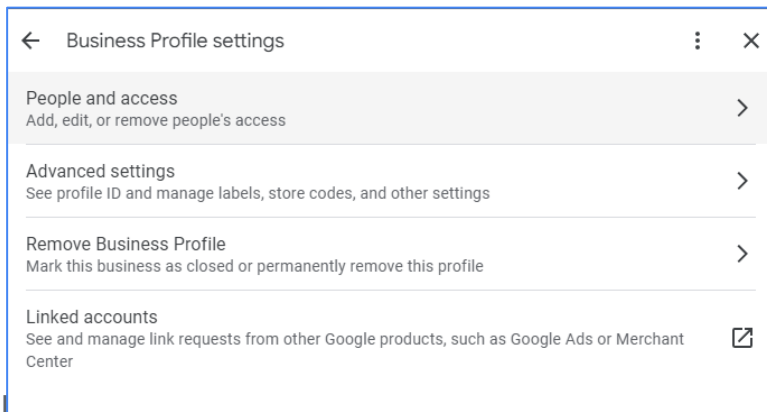 Business Profile settings
People and access
Add, edit, or remove people's access
Advanced settings
See profile ID and manage labels, store codes, and other settings
Remove Business Profile
Mark this business as closed or permanently remove this profile
Linked accounts
See and manage link requests from other Google products, such as Google Ads or Merchant
Center